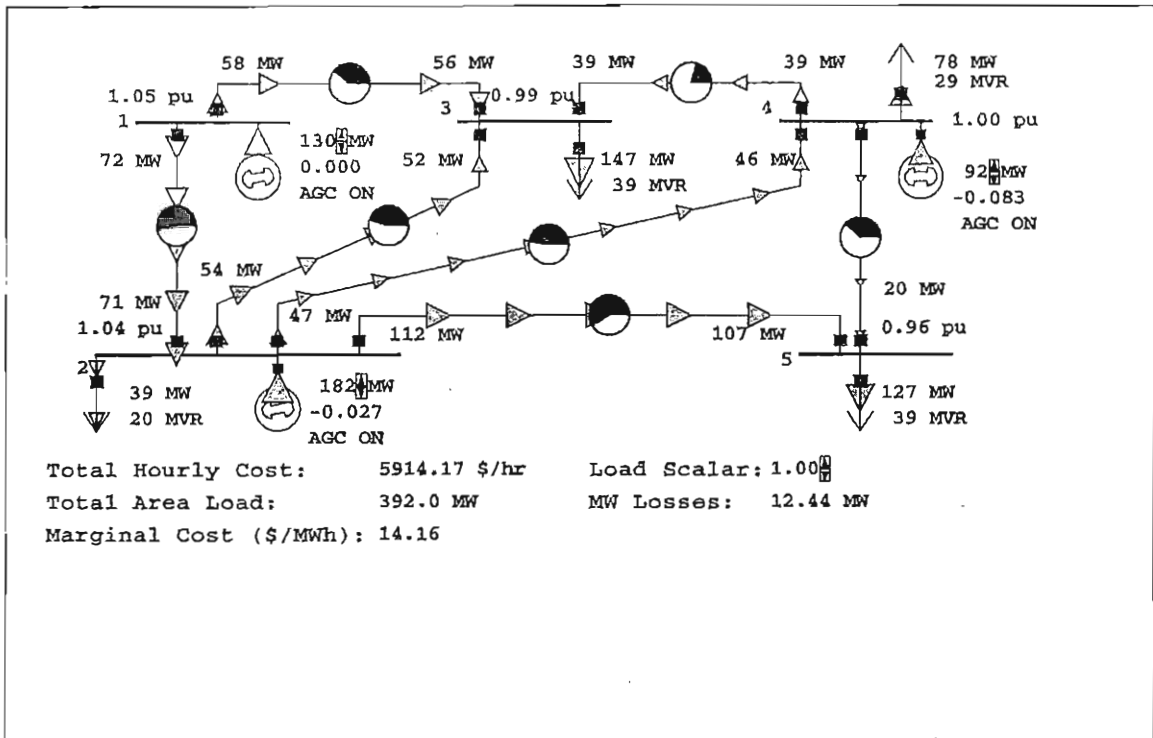 58 MW
56 MW
39 MW
39 MW
78 MW
29 MVR
1.05 pu
3
0.99 pu
4
1
1.00 pu
130 MW
0.000
AGC ON
72 MW
52 MW
147 MW
39 MVR
46 MW
92 MW
-0.083
AGC ON
54 MW
71 MW
47 MW
20 MW
1.04 pu
112 MW
107 MW
0.96 pu
2
5
39 MW
20 MVR
182 MW
-0.027
AGC ON
127 MW
39 MVR
Total Hourly Cost: 5914.17 $/hr Load Scalar: 1.00
Total Area Load: 392.0 MW MW Losses: 12.44 MW
Marginal Cost ($/MWh): 14.16